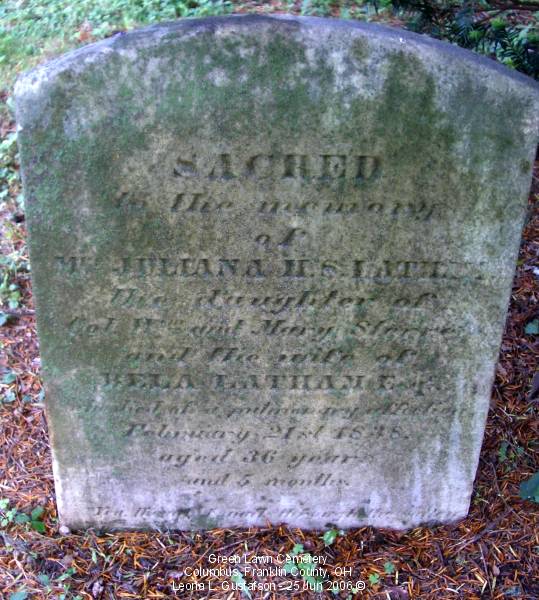 SACRED
to the memory
of
Mrs JULIANA H.S. LATHAM
the daughter of
Col. Wm and Mary Sterret
and the wife of
BELA LATHAM Esq.
who died of a pulmonary affection
February 21st 1838.
aged 36 years
and 5 months.
Green Lawn Cemetery
Columbus, Franklin County, OH
Leona L. Gustafson - 25 Jun 2006 ©